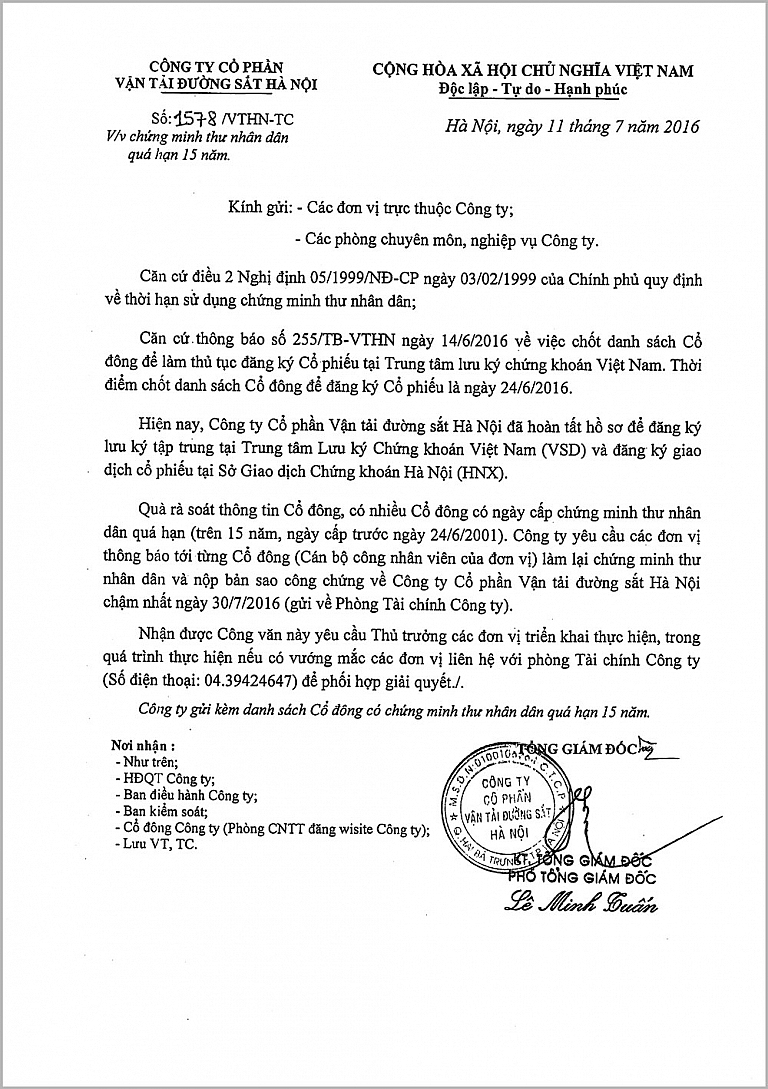 CÔNG TY CỔ PHẦN
VẬN TẢI ĐƯỜNG SẮT HÀ NỘI
CỘNG HÒA XÃ HỘI CHỦ NGHĨA VIỆT NAM
Độc lập - Tự do - Hạnh phúc
Số: 1578 /VTHN-TC
V/v chứng minh thư nhân dân
quá hạn 15 năm.
Hà Nội, ngày 11 tháng 7 năm 2016
Kính gửi: - Các đơn vị trực thuộc Công ty;
- Các phòng chuyên môn, nghiệp vụ Công ty.
Căn cứ điều 2 Nghị định 05/1999/NĐ-CP ngày 03/02/1999 của Chính phủ quy định
về thời hạn sử dụng chứng minh thư nhân dân;
Căn cứ thông báo số 255/TB-VTHN ngày 14/6/2016 về việc chốt danh sách Cổ
đông để làm thủ tục đăng ký Cổ phiếu tại Trung tâm lưu ký chứng khoán Việt Nam. Thời
điểm chốt danh sách Cổ đông để đăng ký Cổ phiếu là ngày 24/6/2016.
Hiện nay, Công ty Cổ phần Vận tải đường sắt Hà Nội đã hoàn tất hồ sơ để đăng ký
lưu ký tập trung tại Trung tâm Lưu ký Chứng khoán Việt Nam (VSD) và đăng ký giao
dịch cổ phiếu tại Sở Giao dịch Chứng khoán Hà Nội (HNX).
Quà rà soát thông tin Cổ đông, có nhiều Cổ đông có ngày cấp chứng minh thư nhân
dân quá hạn (trên 15 năm, ngày cấp trước ngày 24/6/2001). Công ty yêu cầu các đơn vị
thông báo tới từng Cổ đông (Cán bộ công nhân viên của đơn vị) làm lại chứng minh thư
nhân dân và nộp bản sao công chứng về Công ty Cổ phần Vận tải đường sắt Hà Nội
chậm nhất ngày 30/7/2016 (gửi về Phòng Tài chính Công ty).
Nhận được Công văn này yêu cầu Thủ trưởng các đơn vị triển khai thực hiện, trong
quá trình thực hiện nếu có vướng mắc các đơn vị liên hệ với phòng Tài chính Công ty
(Số điện thoại: 04.39424647) để phối hợp giải quyết./.
Công ty gửi kèm danh sách Cổ đông có chứng minh thư nhân dân quá hạn 15 năm.
Nơi nhận :
- Như trên;
- HĐQT Công ty;
- Ban điều hành Công ty;
- Ban kiểm soát;
- Cổ đông Công ty (Phòng CNTT đăng wisite Công ty);
- Lưu VT, TC.
TỔNG GIÁM ĐỐC
CÔNG TY
CỔ PHẦN
VẬN TẢI ĐƯỜNG SẮT
HÀ NỘI
KT. TỔNG GIÁM ĐỐC
PHÓ TỔNG GIÁM ĐỐC
Lê Minh Tuấn